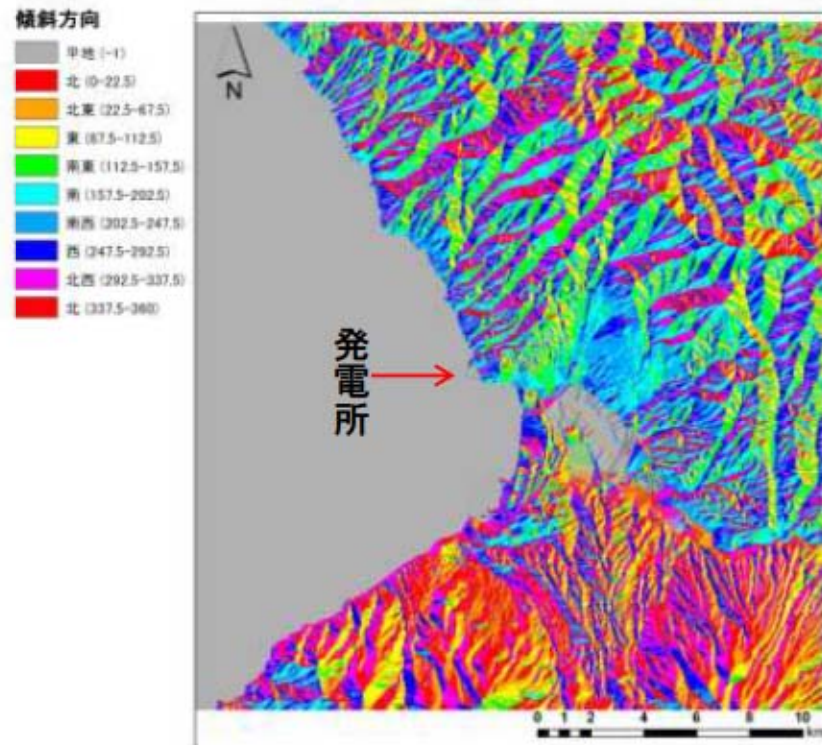 傾斜方向
平地 (-1)
北 (0-22.5)
北東 (22.5-67.5)
東 (67.5-112.5)
南東 (112.5-157.5)
南 (157.5-202.5)
南西 (202.5-247.5)
西 (247.5-292.5)
北西 (292.5-337.5)
北 (337.5-360)
N
発電所
0 1 2 4 6 8 10
km